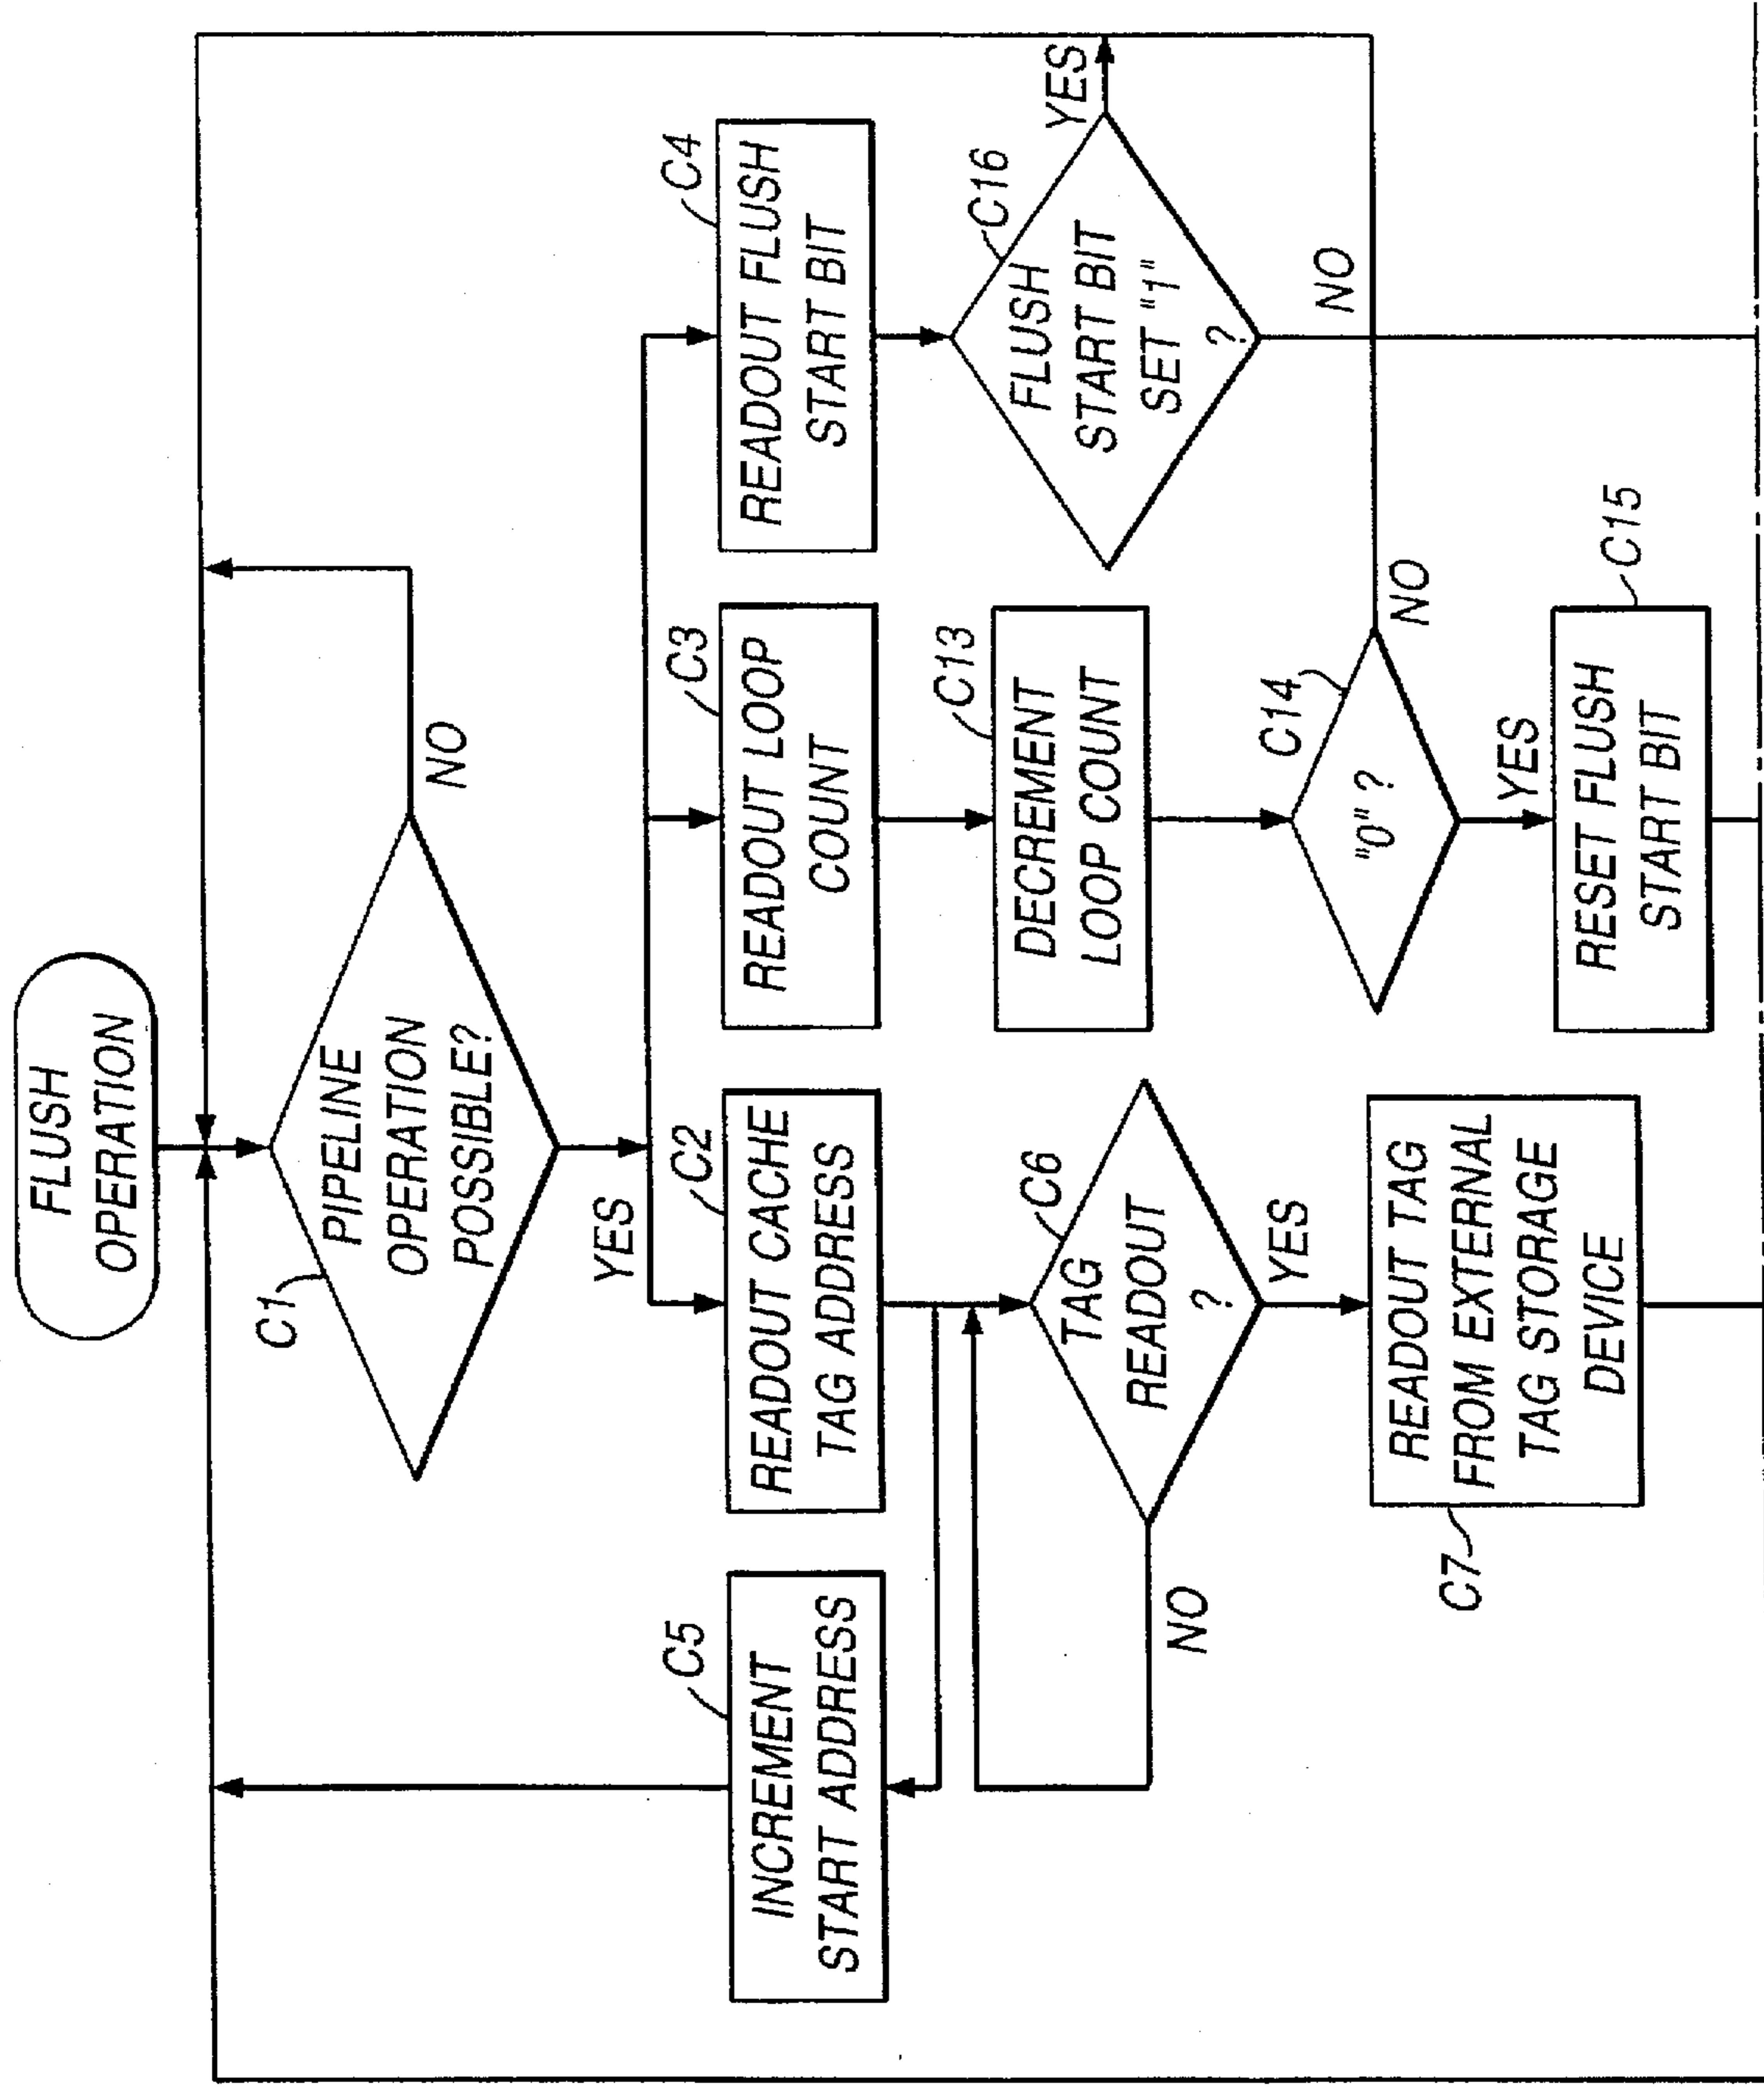 FLUSH
OPERATION
C1
PIPELINE
OPERATION
POSSIBLE?
NO
YES
C5
INCREMENT
START ADDRESS
C2
READOUT CACHE
TAG ADDRESS
C3
READOUT LOOP
COUNT
C4
READOUT FLUSH
START BIT
C6
TAG
READOUT
?
NO
YES
C7
READOUT TAG
FROM EXTERNAL
TAG STORAGE
DEVICE
C13
DECREMENT
LOOP COUNT
C14
"0" ?
NO
YES
C15
RESET FLUSH
START BIT
C16
FLUSH
START BIT
SET "1"
?
YES
NO